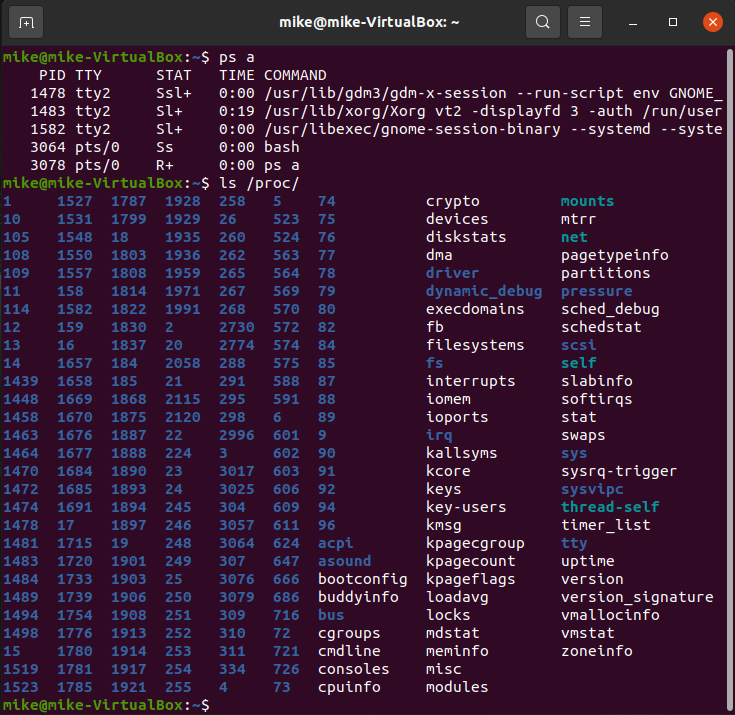 mike@mike-VirtualBox: ~
mike@mike-VirtualBox:~$ ps a
    PID TTY      STAT   TIME COMMAND
   1478 tty2     Ssl+   0:00 /usr/lib/gdm3/gdm-x-session --run-script env GNOME_
   1483 tty2     Sl+    0:19 /usr/lib/xorg/Xorg vt2 -displayfd 3 -auth /run/user
   1582 tty2     Sl+    0:00 /usr/libexec/gnome-session-binary --systemd --syste
   3064 pts/0    Ss     0:00 bash
   3078 pts/0    R+     0:00 ps a
mike@mike-VirtualBox:~$ ls /proc/
1     1527  1787  1928  258   5    74          crypto         mounts
10    1531  1799  1929  26    523  75          devices        mtrr
105   1548  18    1935  260   524  76          diskstats      net
108   1550  1803  1936  262   563  77          dma            pagetypeinfo
109   1557  1808  1959  265   564  78          driver         partitions
11    158   1814  1971  267   569  79          dynamic_debug  pressure
114   1582  1822  1991  268   570  80          execdomains    sched_debug
12    159   1830  2     2730  572  82          fb             schedstat
13    16    1837  20    2774  574  84          filesystems    scsi
14    1657  184   2058  288   575  85          fs             self
1439  1658  185   21    291   588  87          interrupts     slabinfo
1448  1669  1868  2115  295   591  88          iomem          softirqs
1458  1670  1875  2120  298   6    89          ioports        stat
1463  1676  1887  22    2996  601  9           irq            swaps
1464  1677  1888  224   3     602  90          kallsyms       sys
1470  1684  1890  23    3017  603  91          kcore          sysrq-trigger
1472  1685  1893  24    3025  606  92          keys           sysvipc
1474  1691  1894  245   304   609  94          key-users      thread-self
1478  17    1897  246   3057  611  96          kmsg           timer_list
1481  1715  19    248   3064  624  acpi        kpagecgroup    tty
1483  1720  1901  249   307   647  asound      kpagecount     uptime
1484  1733  1903  25    3076  666  bootconfig  kpageflags     version
1489  1739  1906  250   3079  686  buddyinfo   loadavg        version_signature
1494  1754  1908  251   309   716  bus         locks          vmallocinfo
1498  1776  1913  252   310   72   cgroups     mdstat         vmstat
15    1780  1914  253   311   721  cmdline     meminfo        zoneinfo
1519  1781  1917  254   334   726  consoles    misc
1523  1785  1921  255   4     73   cpuinfo     modules
mike@mike-VirtualBox:~$